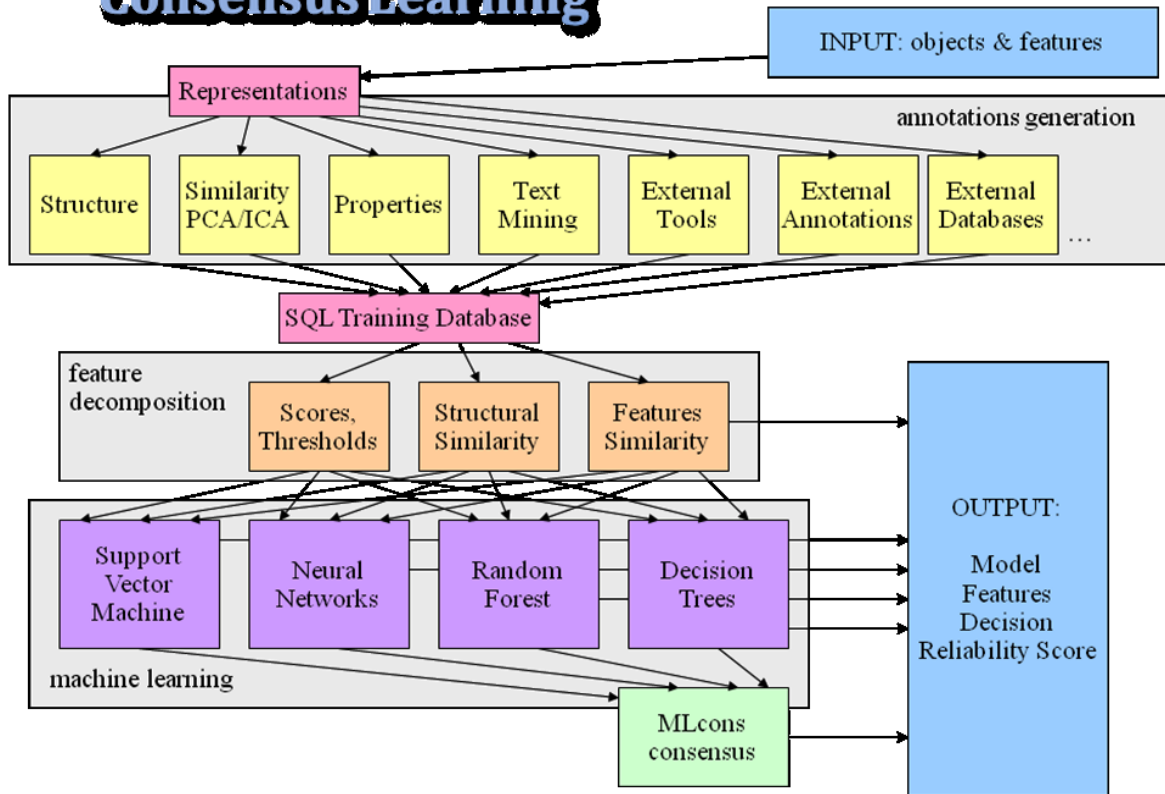 Consensus Learning
INPUT: objects & features
Representations
annotations generation
Structure
Similarity
PCA/ICA
Properties
Text
Mining
External
Tools
External
Annotations
External
Databases
...
SQL Training Database
feature
decomposition
Scores,
Thresholds
Structural
Similarity
Features
Similarity
Support
Vector
Machine
Neural
Networks
Random
Forest
Decision
Trees
machine learning
MLcons
consensus
OUTPUT:
Model
Features
Decision
Reliability Score